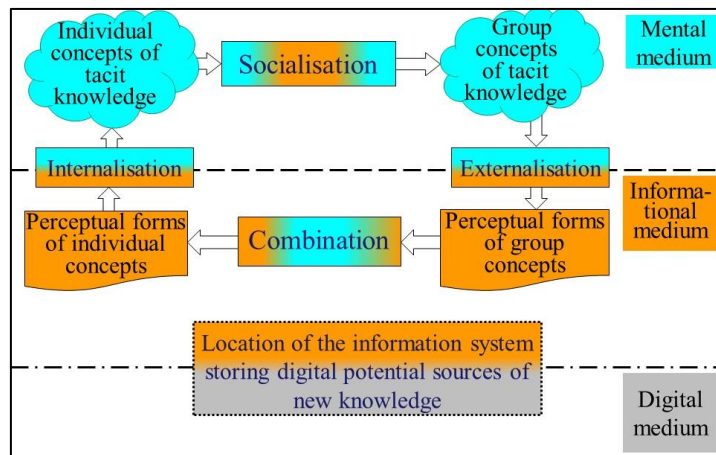 Individual
concepts of
tacit
knowledge
Socialisation
Group
concepts
of tacit
knowledge
Mental
medium
Internalisation
Externalisation
Informa-
tional
medium
Perceptual forms
of individual
concepts
Combination
Perceptual forms
of group
concepts
Location of the information system
storing digital potential sources of
new knowledge
Digital
medium